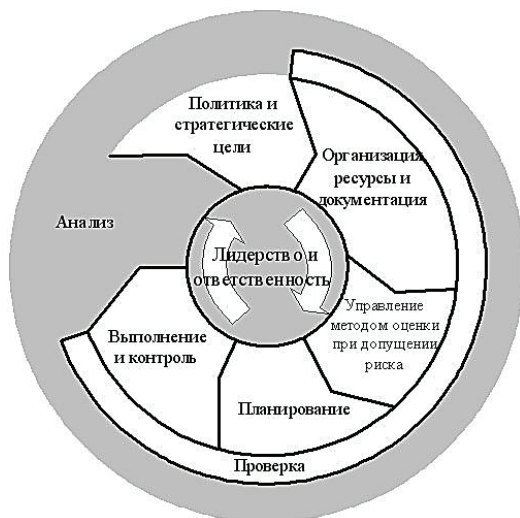 Политика и
стратегические
цели
Организация,
ресурсы и
документация
Анализ
Лидерство и
ответственность
Управление
методом оценки
при допущении
риска
Выполнение
и контроль
Планирование
Проверка